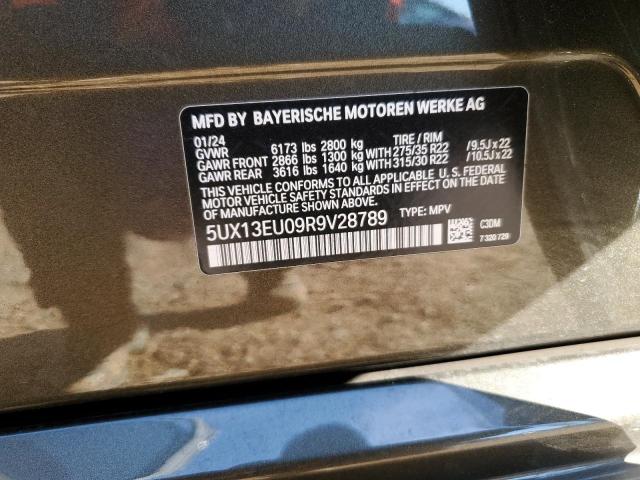 MFD BY BAYERISCHE MOTOREN WERKE AG
01/24 TIRE / RIM
GVWR 6173 lbs 2800 kg
GAWR FRONT 2866 lbs 1300 kg WITH 275/35 R22 /9.5J x 22
GAWR REAR 3616 lbs 1640 kg WITH 315/30 R22 /10.5J x 22
THIS VEHICLE CONFORMS TO ALL APPLICABLE U.S. FEDERAL
MOTOR VEHICLE SAFETY STANDARDS IN EFFECT ON THE DATE
OF MANUFACTURE SHOWN ABOVE.
5UX13EU09R9V28789 TYPE: MPV
C3DM
7 320 729